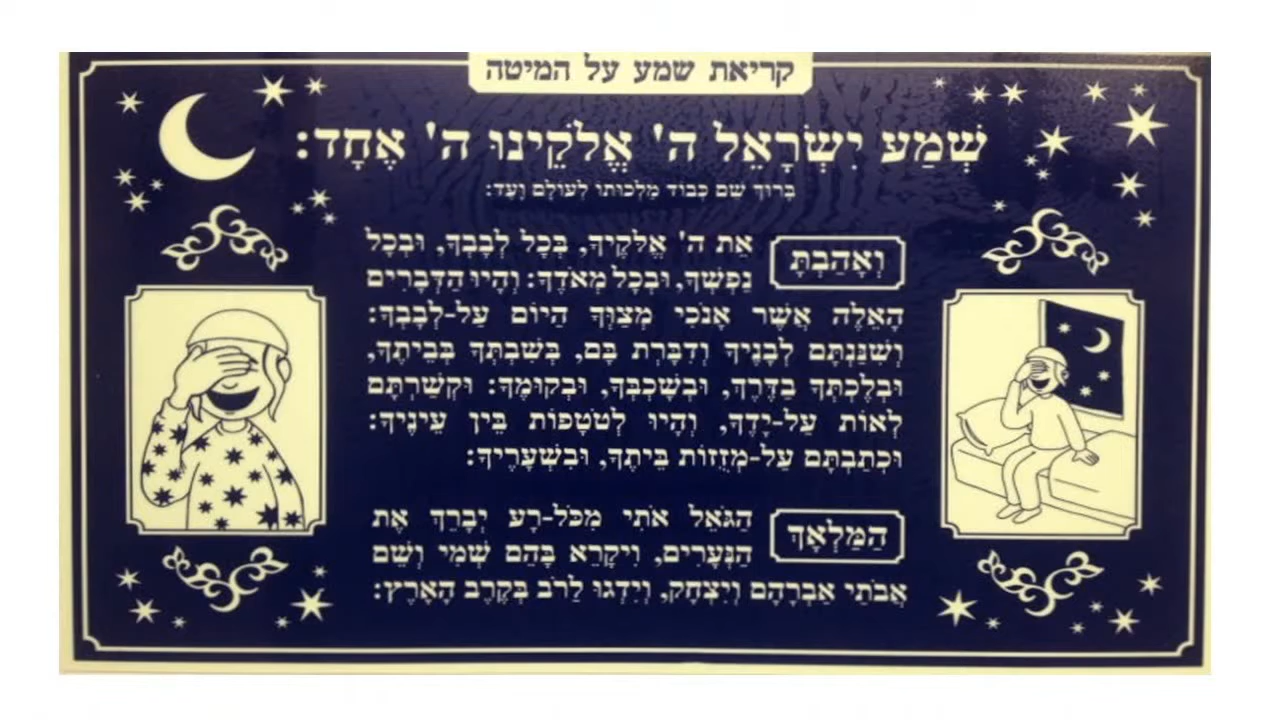 קריאת שמע על המיטה
שְׁמַע יִשְׂרָאֵל ה' אֱלֹקֵינוּ ה' אֶחָד:
בָּרוּךְ שֵׁם כְּבוֹד מַלְכוּתוֹ לְעוֹלָם וָעֶד:
וְאָהַבְתָּ אֵת ה' אֱלֹקֶיךָ, בְּכָל לְבָבְךָ, וּבְכָל
נַפְשְׁךָ, וּבְכָל מְאֹדֶךָ: וְהָיוּ הַדְּבָרִים
הָאֵלֶּה אֲשֶׁר אָנֹכִי מְצַוְּךָ הַיּוֹם עַל-לְבָבֶךָ:
וְשִׁנַּנְתָּם לְבָנֶיךָ וְדִבַּרְתָּ בָּם, בְּשִׁבְתְּךָ בְּבֵיתֶךָ,
וּבְלֶכְתְּךָ בַדֶּרֶךְ, וּבְשָׁכְבְּךָ, וּבְקוּמֶךָ: וּקְשַׁרְתָּם
לְאוֹת עַל-יָדֶךָ, וְהָיוּ לְטֹטָפוֹת בֵּין עֵינֶיךָ:
וּכְתַבְתָּם עַל-מְזֻזוֹת בֵּיתֶךָ, וּבִשְׁעָרֶיךָ:
הַמַּלְאָךְ הַגֹּאֵל אֹתִי מִכָּל-רָע יְבָרֵךְ אֶת
הַנְּעָרִים, וְיִקָּרֵא בָהֶם שְׁמִי וְשֵׁם
אֲבֹתַי אַבְרָהָם וְיִצְחָק, וְיִדְגּוּ לָרֹב בְּקֶרֶב הָאָרֶץ: